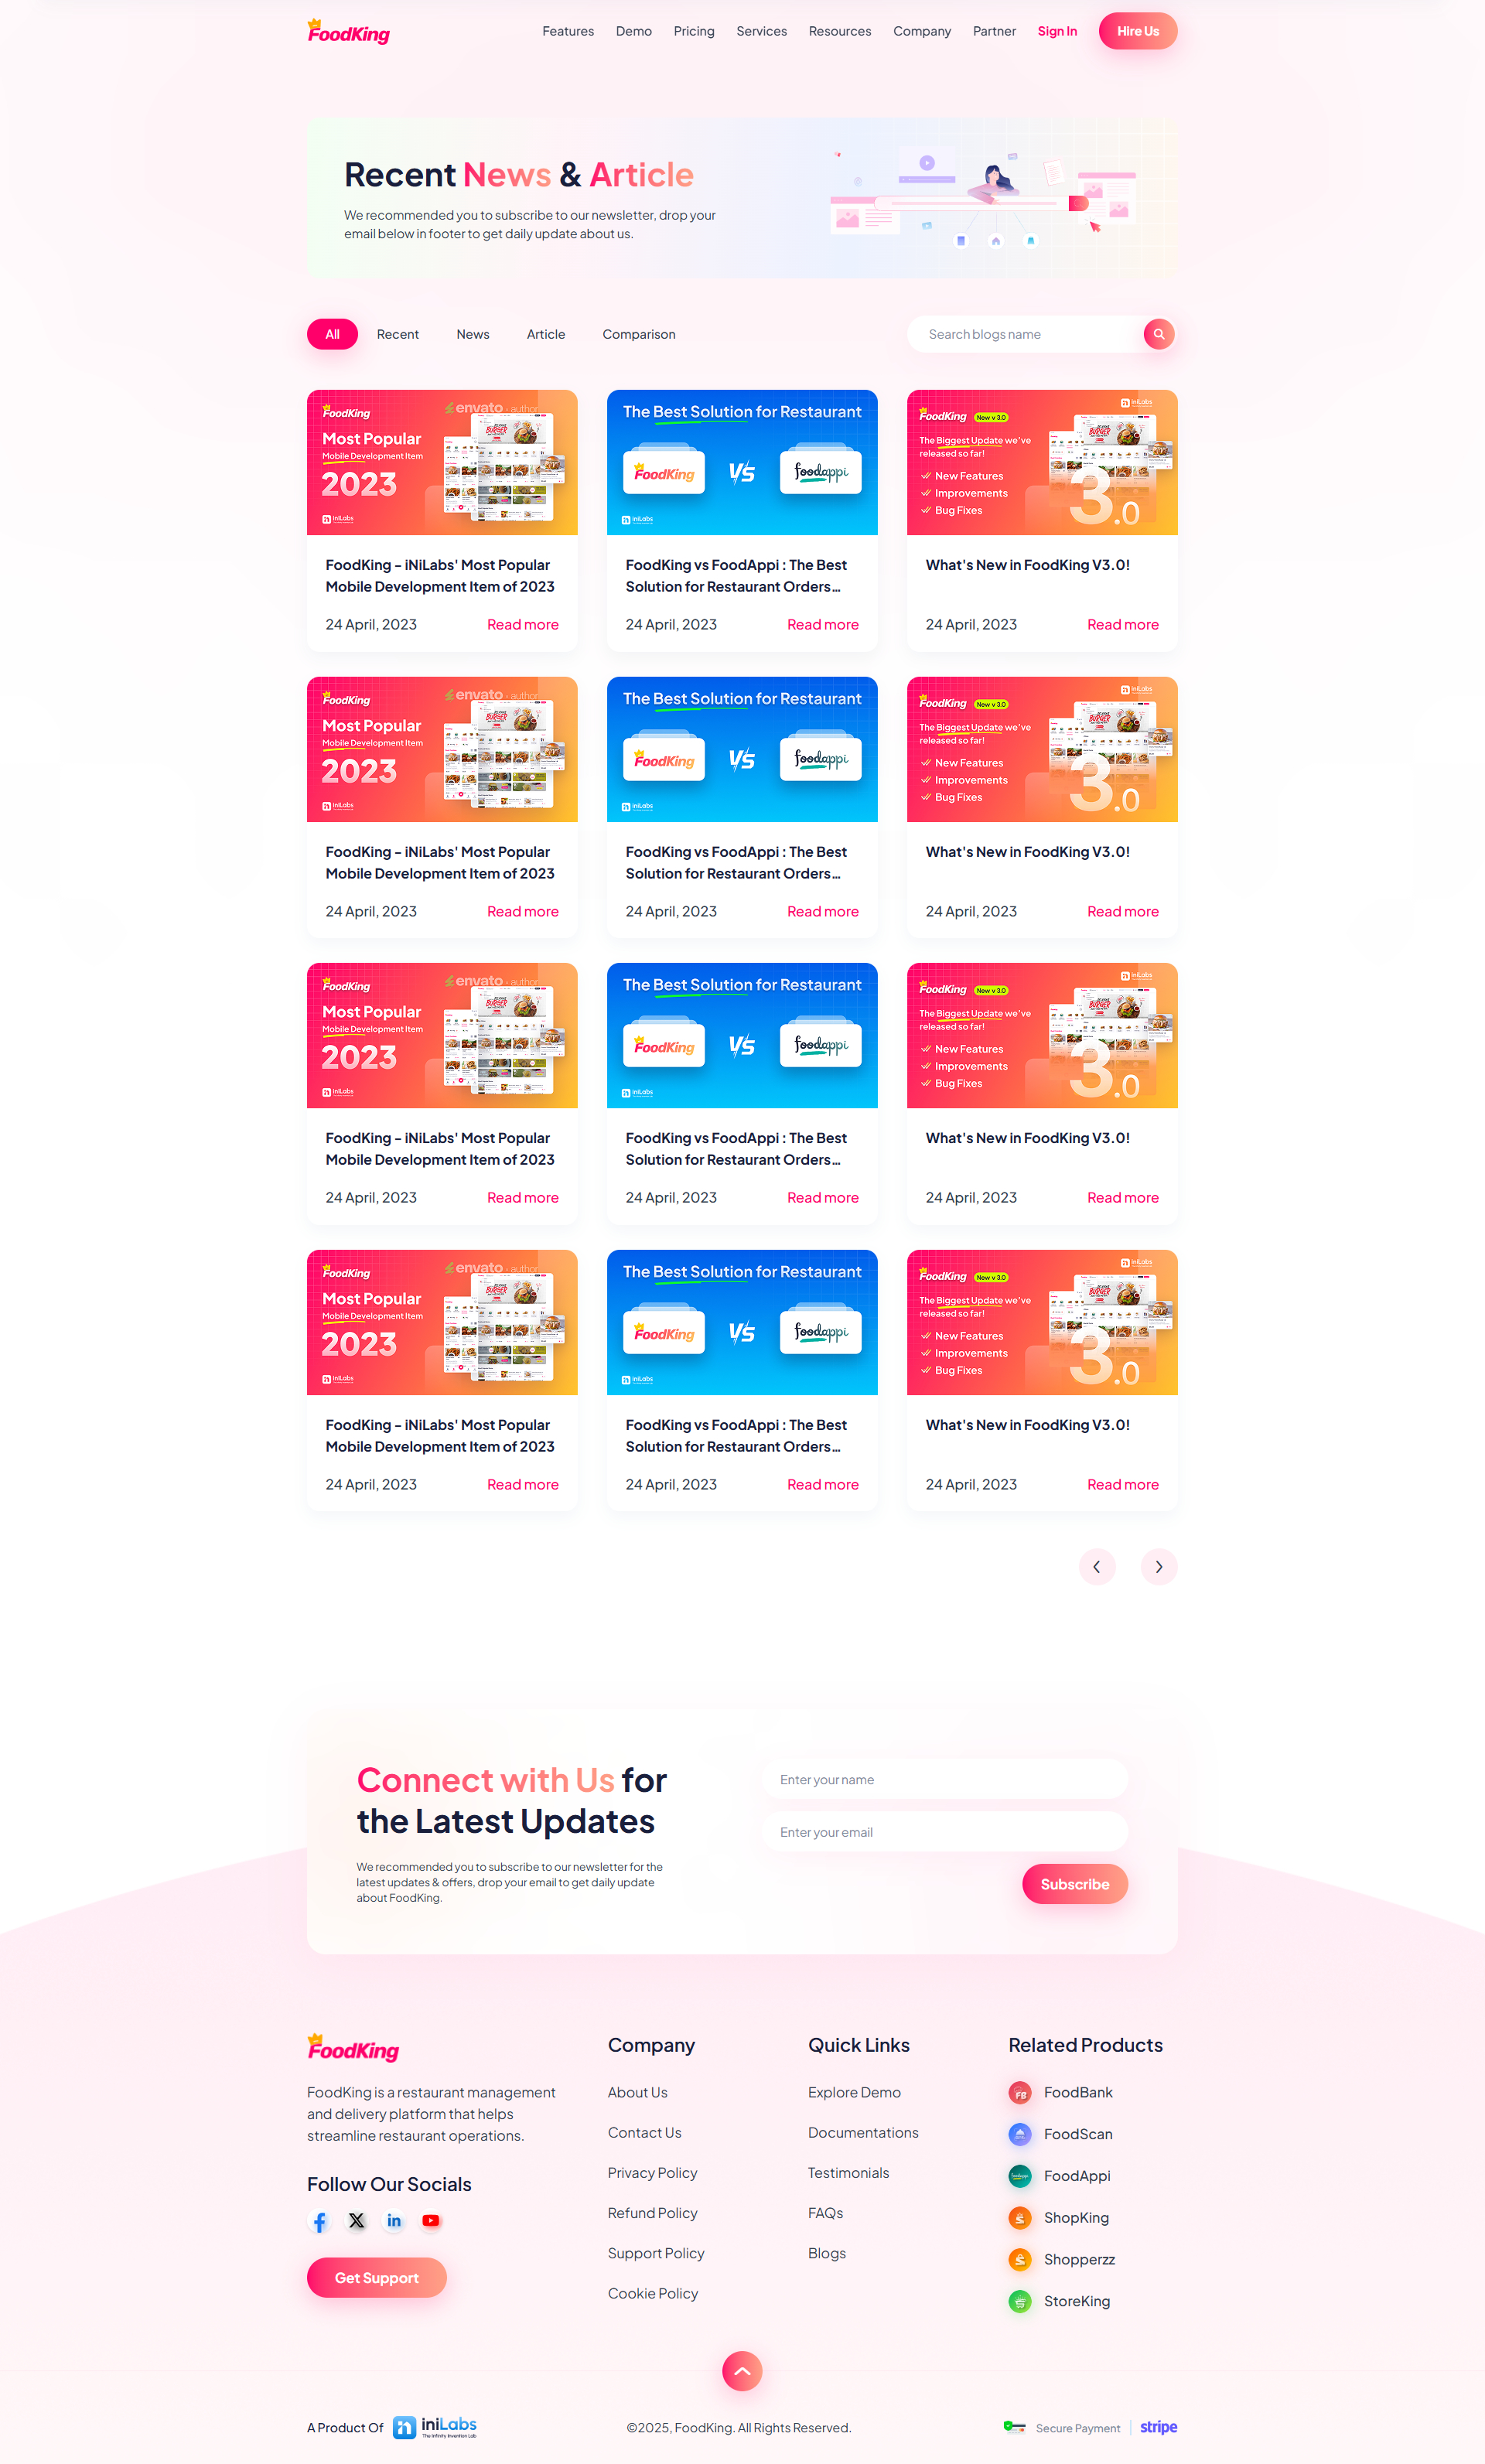 FoodKing
Features Demo Pricing Services Resources Company Partner Sign In Hire Us
Recent News & Article
We recommended you to subscribe to our newsletter, drop your
email below in footer to get daily update about us.
All Recent News Article Comparison
Search blogs name
FoodKing
envato • author
Most Popular
Mobile Development Item
2023
iniLabs
FoodKing - iNiLabs' Most Popular
Mobile Development Item of 2023
24 April, 2023 Read more
The Best Solution for Restaurant
FoodKing VS foodappi
iniLabs
FoodKing vs FoodAppi : The Best
Solution for Restaurant Orders...
24 April, 2023 Read more
iniLabs
FoodKing New v 3.0
The Biggest Update we've
released so far!
New Features
Improvements
Bug Fixes
3.0
What's New in FoodKing V3.0!
24 April, 2023 Read more
FoodKing
envato • author
Most Popular
Mobile Development Item
2023
iniLabs
FoodKing - iNiLabs' Most Popular
Mobile Development Item of 2023
24 April, 2023 Read more
The Best Solution for Restaurant
FoodKing VS foodappi
iniLabs
FoodKing vs FoodAppi : The Best
Solution for Restaurant Orders...
24 April, 2023 Read more
iniLabs
FoodKing New v 3.0
The Biggest Update we've
released so far!
New Features
Improvements
Bug Fixes
3.0
What's New in FoodKing V3.0!
24 April, 2023 Read more
FoodKing
envato • author
Most Popular
Mobile Development Item
2023
iniLabs
FoodKing - iNiLabs' Most Popular
Mobile Development Item of 2023
24 April, 2023 Read more
The Best Solution for Restaurant
FoodKing VS foodappi
iniLabs
FoodKing vs FoodAppi : The Best
Solution for Restaurant Orders...
24 April, 2023 Read more
iniLabs
FoodKing New v 3.0
The Biggest Update we've
released so far!
New Features
Improvements
Bug Fixes
3.0
What's New in FoodKing V3.0!
24 April, 2023 Read more
FoodKing
envato • author
Most Popular
Mobile Development Item
2023
iniLabs
FoodKing - iNiLabs' Most Popular
Mobile Development Item of 2023
24 April, 2023 Read more
The Best Solution for Restaurant
FoodKing VS foodappi
iniLabs
FoodKing vs FoodAppi : The Best
Solution for Restaurant Orders...
24 April, 2023 Read more
iniLabs
FoodKing New v 3.0
The Biggest Update we've
released so far!
New Features
Improvements
Bug Fixes
3.0
What's New in FoodKing V3.0!
24 April, 2023 Read more
Connect with Us for
the Latest Updates
We recommended you to subscribe to our newsletter for the
latest updates & offers, drop your email to get daily update
about FoodKing.
Enter your name
Enter your email
Subscribe
FoodKing
FoodKing is a restaurant management
and delivery platform that helps
streamline restaurant operations.
Follow Our Socials
Get Support
Company
About Us
Contact Us
Privacy Policy
Refund Policy
Support Policy
Cookie Policy
Quick Links
Explore Demo
Documentations
Testimonials
FAQs
Blogs
Related Products
FoodBank
FoodScan
FoodAppi
ShopKing
Shopperzz
StoreKing
A Product Of iniLabs
The Infinity Invention Lab
©2025, FoodKing. All Rights Reserved.
Secure Payment stripe